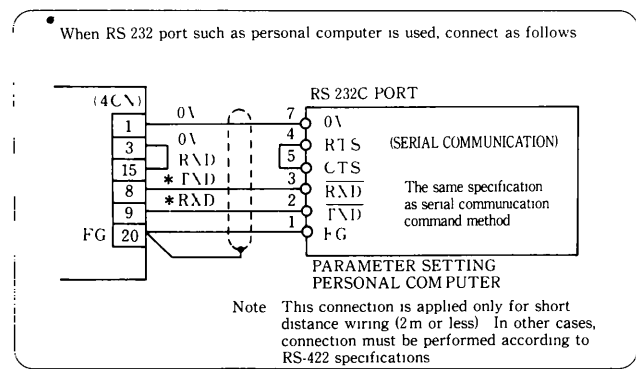 When RS 232 port such as personal computer is used, connect as follows
RS 232C PORT
(4CN)
0V
7
1
0V
0V
4
3
RTS
(SERIAL COMMUNICATION)
RXD
5
15
CTS
* TXD
3
8
RXD
The same specification
as serial communication
command method
* RXD
2
9
TXD
1
FG 20
FG
PARAMETER SETTING
PERSONAL COMPUTER
Note This connection is applied only for short
distance wiring (2 m or less) In other cases,
connection must be performed according to
RS-422 specifications